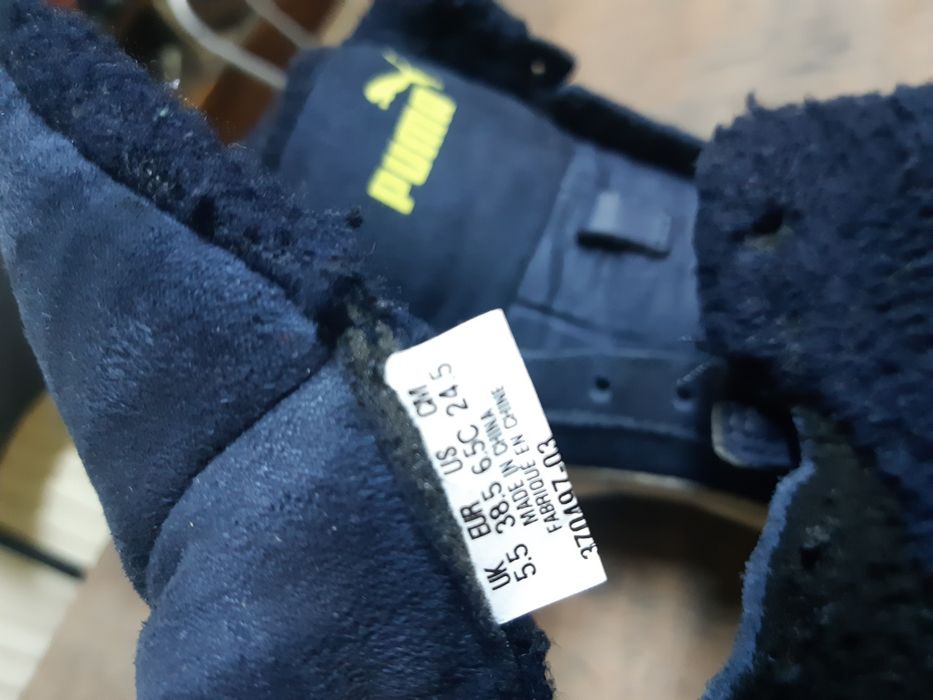 PUMA
UK EUR US CM
5.5 38.5 6.5C 24.5
MADE IN CHINA
FABRIQUE EN CHINE
370497-03